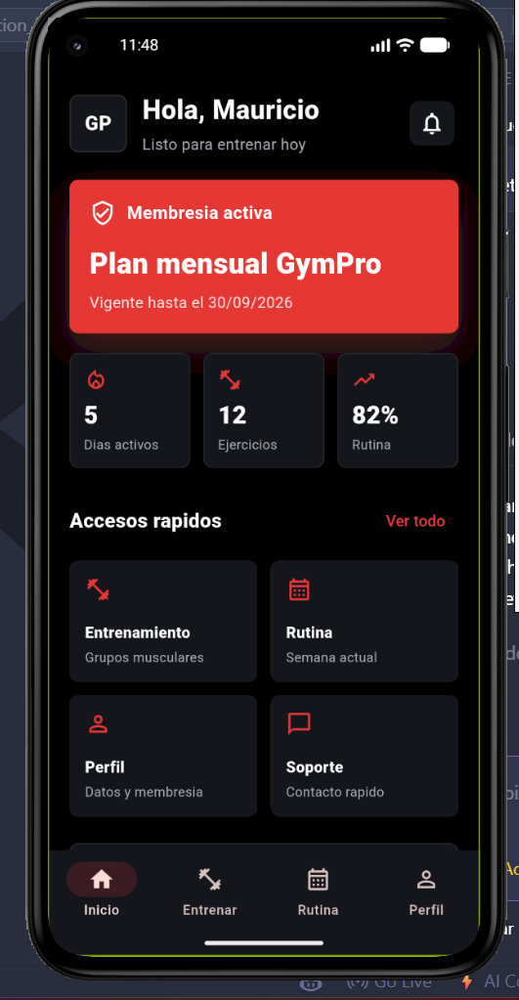 11:48
GP
Hola, Mauricio
Listo para entrenar hoy
Membresia activa
Plan mensual GymPro
Vigente hasta el 30/09/2026
5
Dias activos
12
Ejercicios
82%
Rutina
Accesos rapidos
Ver todo
Entrenamiento
Grupos musculares
Rutina
Semana actual
Perfil
Datos y membresia
Soporte
Contacto rapido
Inicio
Entrenar
Rutina
Perfil
Go Live